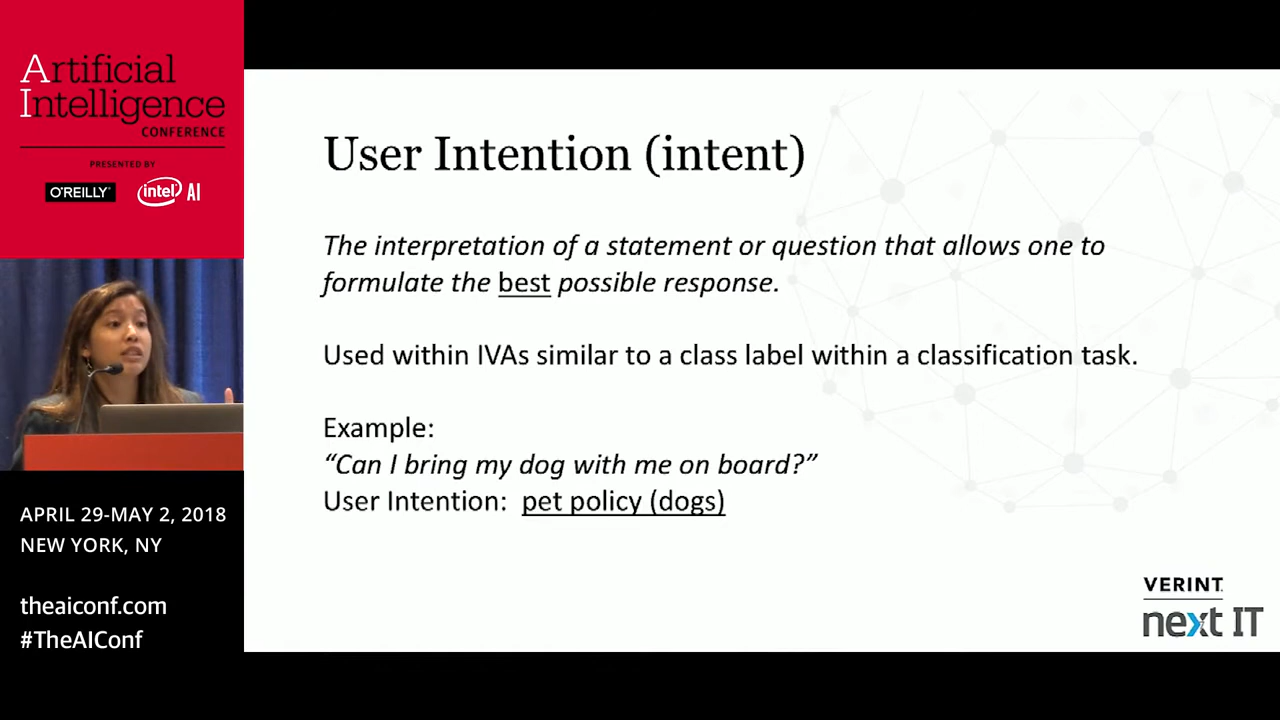 Artificial
Intelligence
CONFERENCE
PRESENTED BY
O'REILLY
intel AI
APRIL 29-MAY 2, 2018
NEW YORK, NY
theaiconf.com
#TheAIConf
User Intention (intent)
The interpretation of a statement or question that allows one to
formulate the best possible response.
Used within IVAs similar to a class label within a classification task.
Example:
“Can I bring my dog with me on board?”
User Intention: pet policy (dogs)
VERINT
next IT